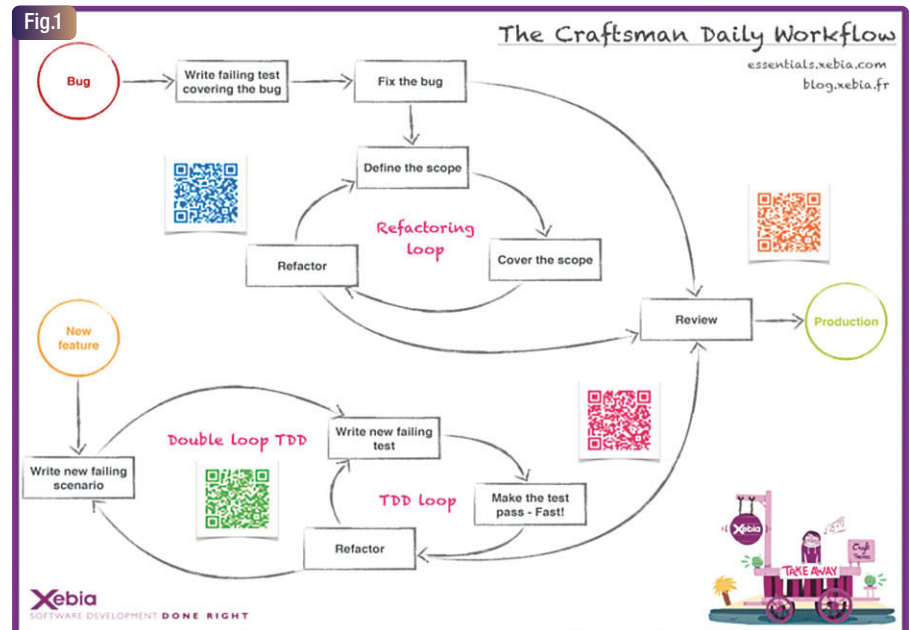 Fig.1
The Craftsman Daily Workflow
essentials.xebia.com
blog.xebia.fr
Bug
Write failing test
covering the bug
Fix the bug
Define the scope
Refactoring
loop
Cover the scope
Refactor
Review
Production
New
feature
Write new failing
scenario
Double loop TDD
Write new failing
test
TDD loop
Make the test
pass - Fast!
Refactor
Xebia
Craft
TAKE AWAY
Xebia
SOFTWARE DEVELOPMENT DONE RIGHT